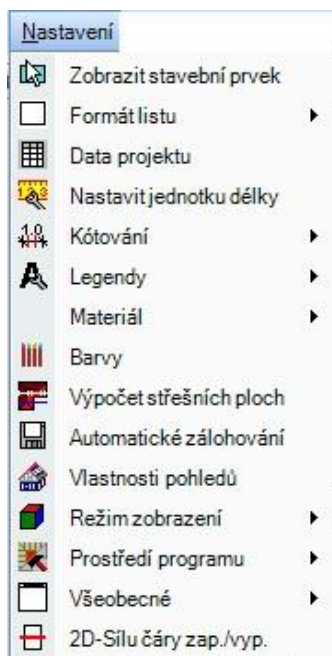 Nastavení
Zobrazit stavební prvek
Formát listu
Data projektu
Nastavit jednotku délky
Kótování
Legendy
Materiál
Barvy
Výpočet střešních ploch
Automatické zálohování
Vlastnosti pohledů
Režim zobrazení
Prostředí programu
Všeobecné
2D-Sílu čáry zap./vyp.